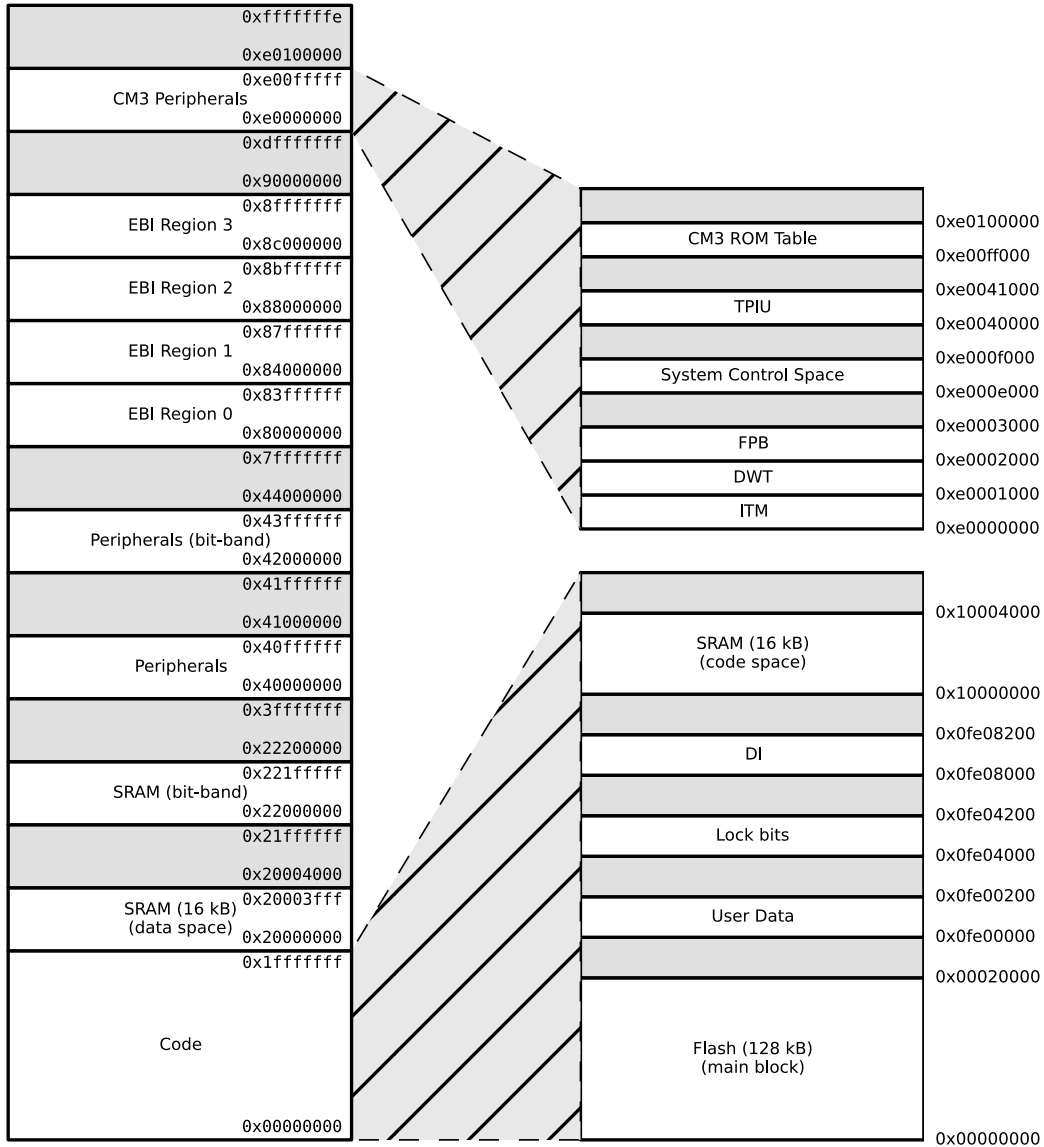 0xfffffffe
0xe0100000
0xe00fffff
CM3 Peripherals
0xe0000000
0xdfffffff
0x90000000
0x8fffffff
EBI Region 3
0x8c000000
0x8bffffff
EBI Region 2
0x88000000
0x87ffffff
EBI Region 1
0x84000000
0x83ffffff
EBI Region 0
0x80000000
0x7fffffff
0x44000000
0x43ffffff
Peripherals (bit-band)
0x42000000
0x41ffffff
0x41000000
0x40ffffff
Peripherals
0x40000000
0x3fffffff
0x22200000
0x221fffff
SRAM (bit-band)
0x22000000
0x21ffffff
0x20004000
0x20003fff
SRAM (16 kB)
(data space)
0x20000000
0x1fffffff
Code
0x00000000
0xe0100000
CM3 ROM Table
0xe00ff000
0xe0041000
TPIU
0xe0040000
0xe000f000
System Control Space
0xe000e000
0xe0003000
FPB
0xe0002000
DWT
0xe0001000
ITM
0xe0000000
0x10004000
SRAM (16 kB)
(code space)
0x10000000
0x0fe08200
DI
0x0fe08000
0x0fe04200
Lock bits
0x0fe04000
0x0fe00200
User Data
0x0fe00000
0x00020000
Flash (128 kB)
(main block)
0x00000000